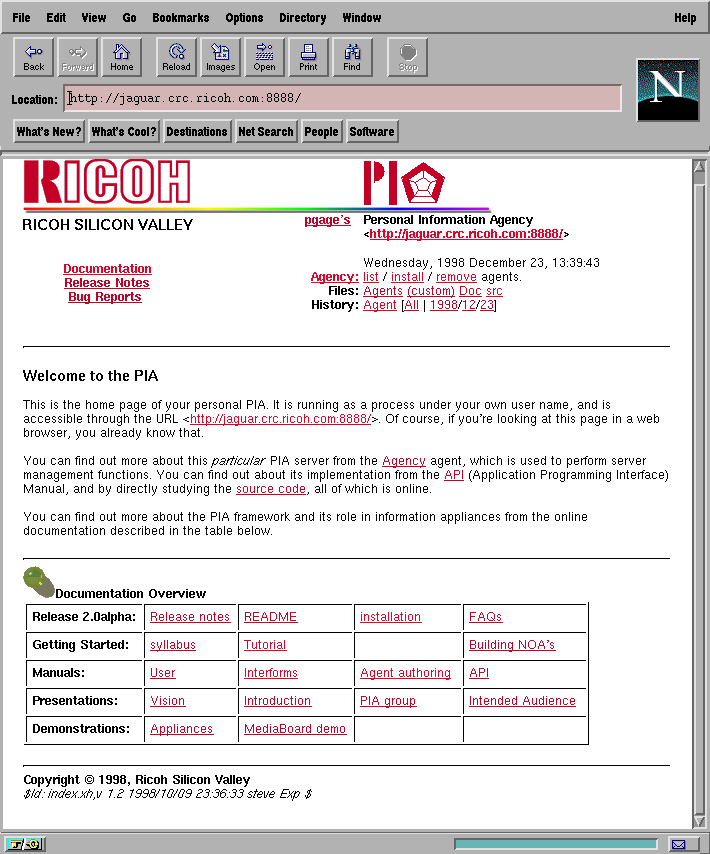 File Edit View Go Bookmarks Options Directory Window Help
Back Forward Home Reload Images Open Print Find Stop
Location: http://jaguar.crc.ricoh.com:8888/
N
What's New? What's Cool? Destinations Net Search People Software
RICOH PIA
RICOH SILICON VALLEY
pgage's Personal Information Agency
<http://jaguar.crc.ricoh.com:8888/>
Documentation
Release Notes
Bug Reports
Wednesday, 1998 December 23, 13:39:43
Agency: list / install / remove agents.
Files: Agents (custom) Doc src
History: Agent [All | 1998/12/23]
Welcome to the PIA
This is the home page of your personal PIA. It is running as a process under your own user name, and is
accessible through the URL <http://jaguar.crc.ricoh.com:8888/>. Of course, if you're looking at this page in a web
browser, you already know that.
You can find out more about this particular PIA server from the Agency agent, which is used to perform server
management functions. You can find out about its implementation from the API (Application Programming Interface)
Manual, and by directly studying the source code, all of which is online.
You can find out more about the PIA framework and its role in information appliances from the online
documentation described in the table below.
Documentation Overview
Release 2.0alpha: Release notes README installation FAQs
Getting Started: syllabus Tutorial Building NOA's
Manuals: User Interforms Agent authoring API
Presentations: Vision Introduction PIA group Intended Audience
Demonstrations: Appliances MediaBoard demo
Copyright © 1998, Ricoh Silicon Valley
$Id: index.xh,v 1.2 1998/10/09 23:36:33 steve Exp $